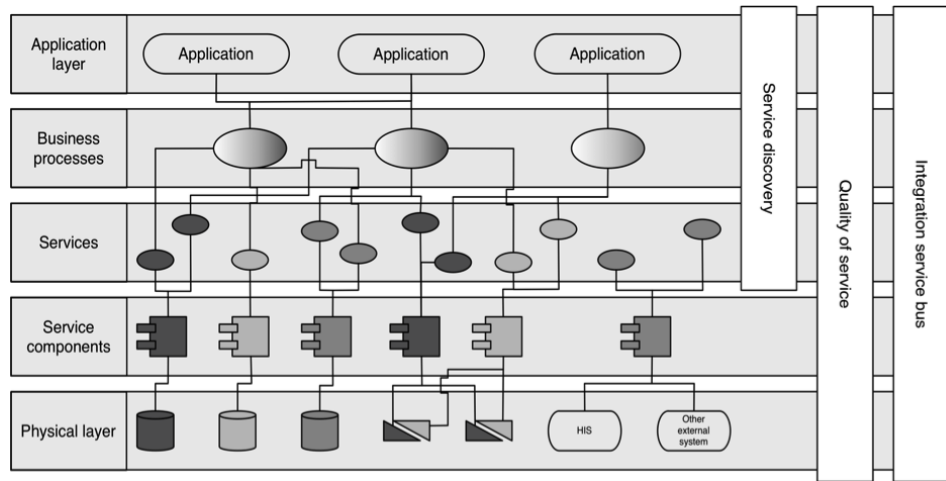 Application
layer
Application
Application
Application
Business
processes
Services
Service
components
Physical layer
HIS
Other
external
system
Service discovery
Quality of service
Integration service bus